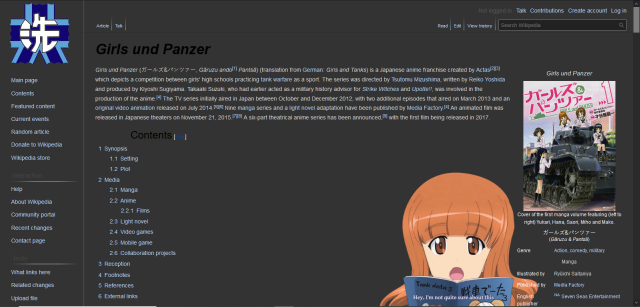 洗
Not logged in Talk Contributions Create account Log in
Article Talk
Read Edit View history Search Wikipedia
Girls und Panzer
Girls und Panzer (ガールズ&パンツァー, Gāruzu ando[1] Pantsā) (translation from German: Girls and Tanks) is a Japanese anime franchise created by Actas[2][3]
which depicts a competition between girls' high schools practicing tank warfare as a sport. The series was directed by Tsutomu Mizushima, written by Reiko Yoshida
and produced by Kiyoshi Sugiyama. Takaaki Suzuki, who had earlier acted as a military history advisor for Strike Witches and Upotte!!, was involved in the
production of the anime.[4] The TV series initially aired in Japan between October and December 2012, with two additional episodes that aired on March 2013 and an
original video animation released on July 2014.[5][6] Nine manga series and a light novel adaptation have been published by Media Factory.[4] An animated film was
released in Japanese theaters on November 21, 2015.[7][8] A six-part theatrical anime series has been announced,[9] with the first film being released in 2017.
Main page
Contents
Featured content
Current events
Random article
Donate to Wikipedia
Wikipedia store
Help
About Wikipedia
Community portal
Recent changes
Contact page
What links here
Related changes
Upload file
Contents
1 Synopsis
1.1 Setting
1.2 Plot
2 Media
2.1 Manga
2.2 Anime
2.2.1 Films
2.3 Light novel
2.4 Video games
2.5 Mobile game
2.6 Collaboration projects
3 Reception
4 Footnotes
5 References
6 External links
Girls und Panzer
ガールズ&
パンツァー 1
Cover of the first manga volume featuring (left to
right) Yukari, Hana, Saori, Miho and Mako.
ガールズ&パンツァー
(Gāruzu & Pantsā)
Genre Action, comedy, military
Manga
Illustrated by Ryūichi Saitaniya
Published by Media Factory
English Seven Seas Entertainment
publisher
戦車でーた
Hey, I'm not quite sure about this